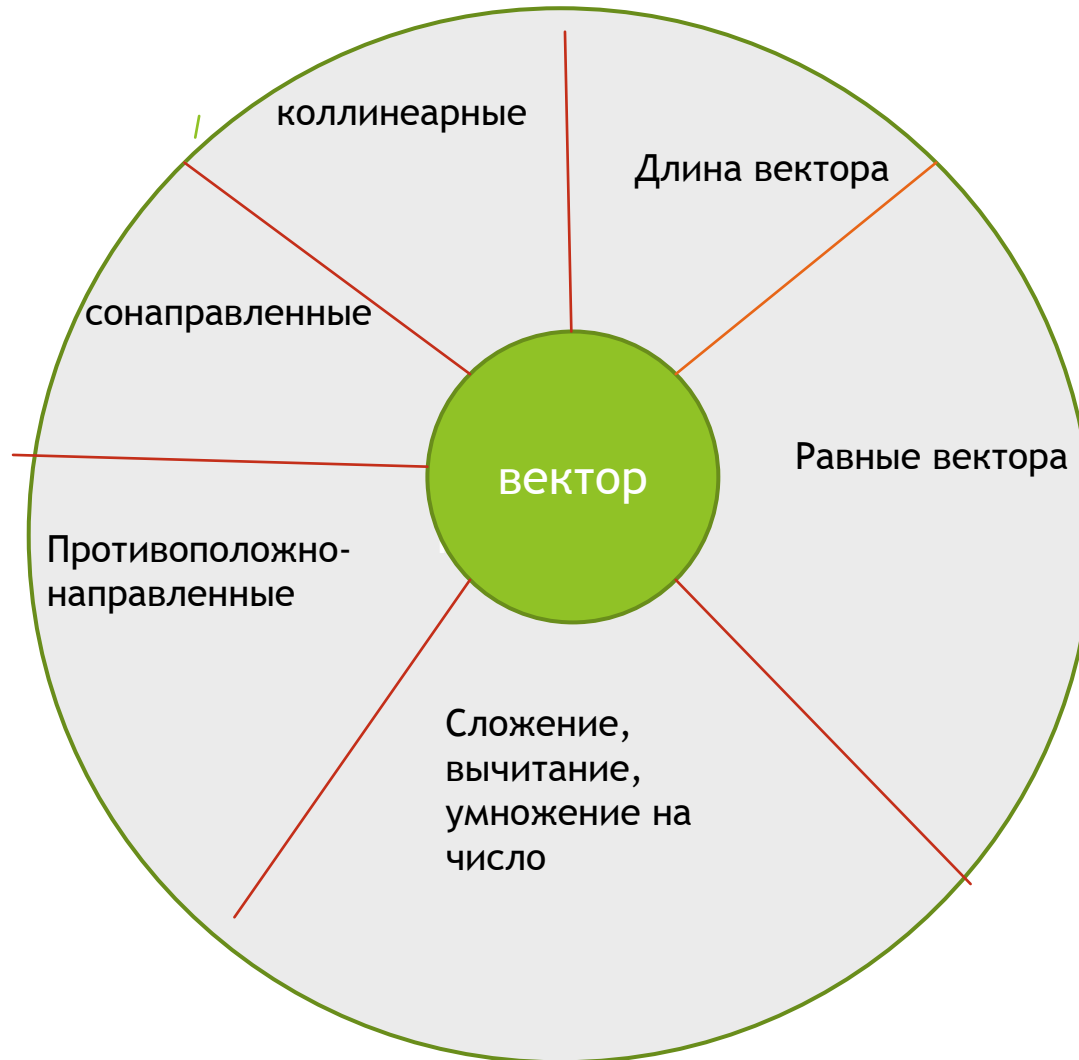 коллинеарные
Длина вектора
сонаправленные
Равные вектора
вектор
Противоположно-
направленные
Сложение,
вычитание,
умножение на
число